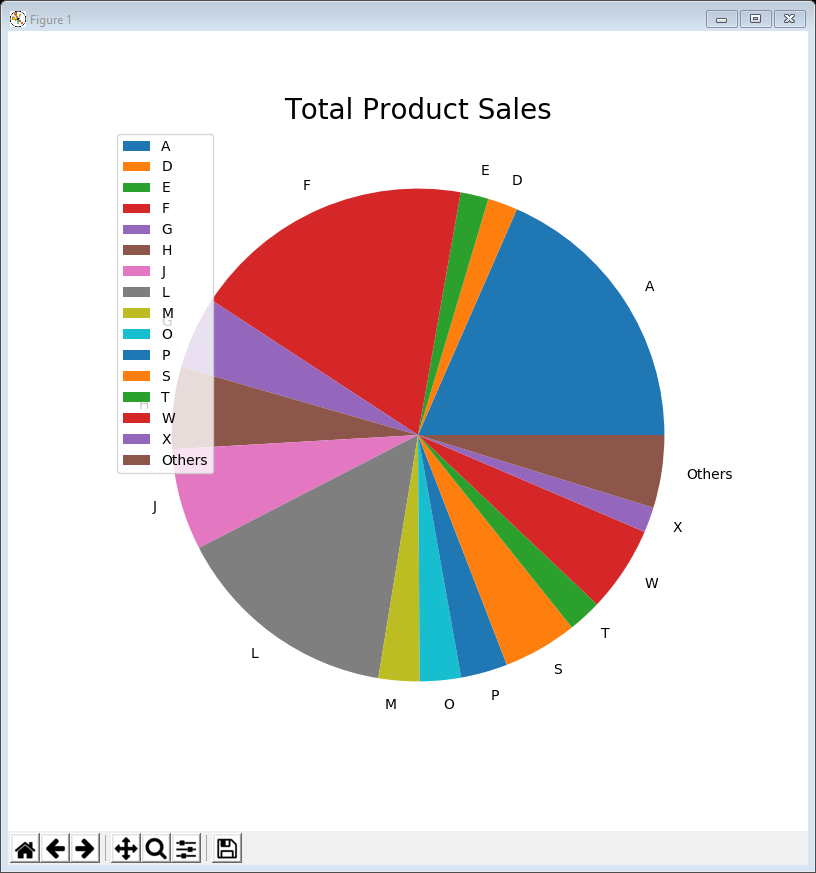 Figure 1
Total Product Sales
A
D
E
F
G
H
J
L
M
O
P
S
T
W
X
Others
E
D
F
A
G
H
J
Others
X
W
T
S
L
M
O
P